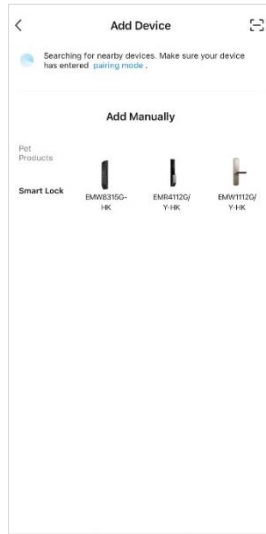 Add Device
Searching for nearby devices. Make sure your device
has entered pairing mode .
Add Manually
Pet
Products
Smart Lock
EMW8315G-
HK
EMR4112G/
Y-HK
EMW1112G/
Y-HK